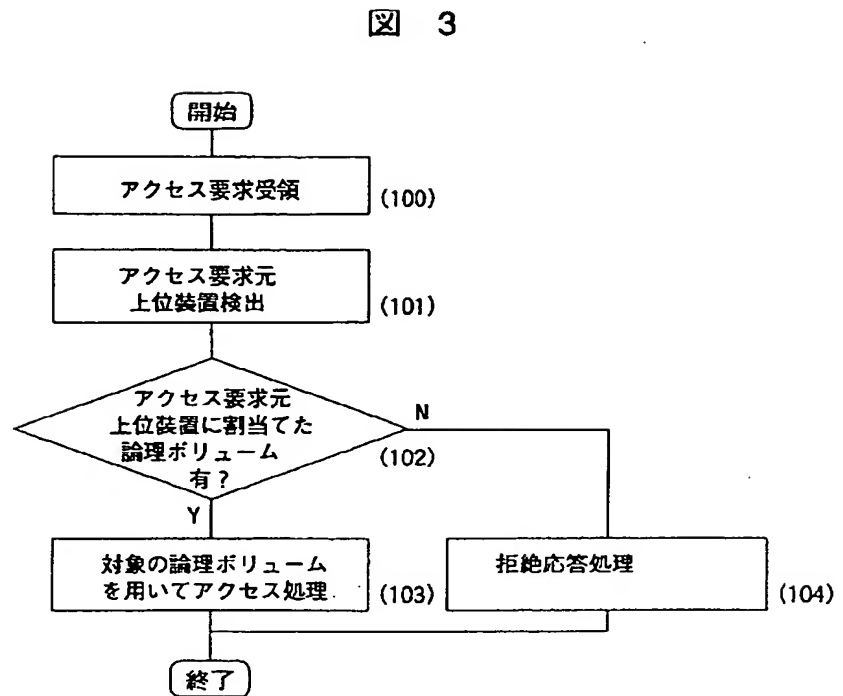 図 3
開始
アクセス要求受領
(100)
アクセス要求元
上位装置検出
(101)
アクセス要求元
上位装置に割当てた
論理ボリューム
有?
(102)
N
Y
対象の論理ボリューム
を用いてアクセス処理
(103)
拒絶応答処理
(104)
終了